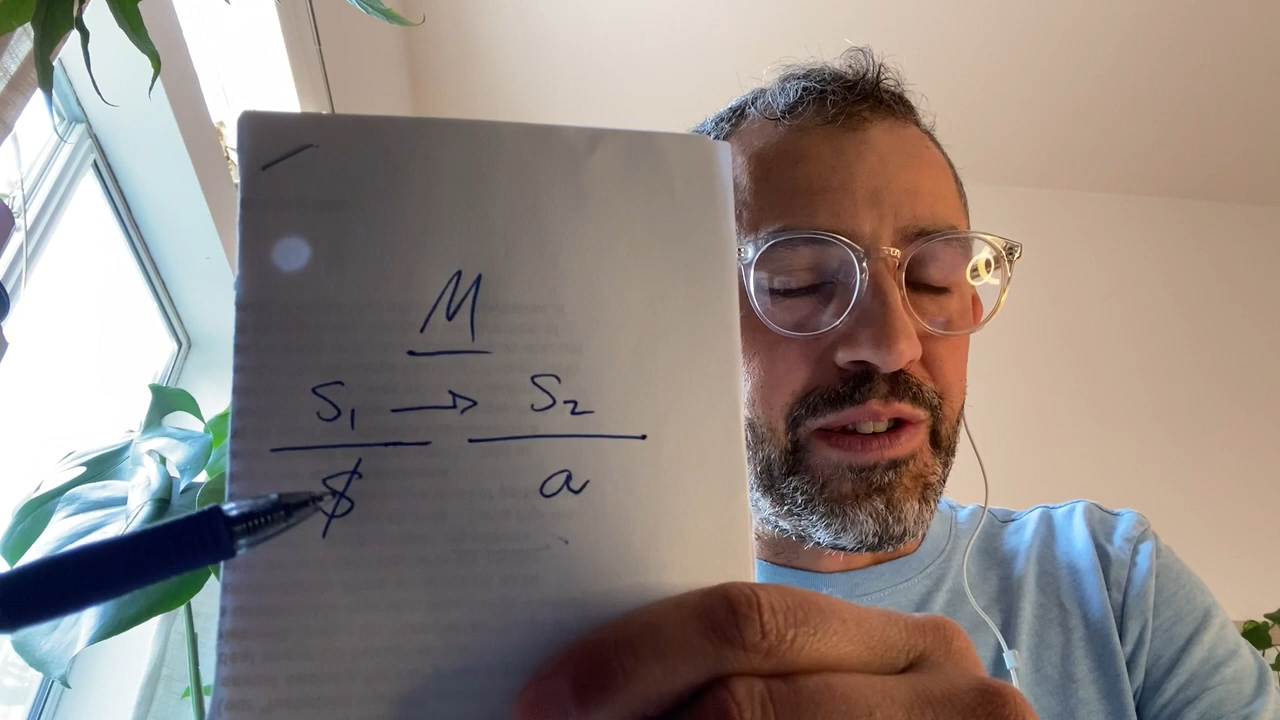 M
S₁ → S₂
$ a